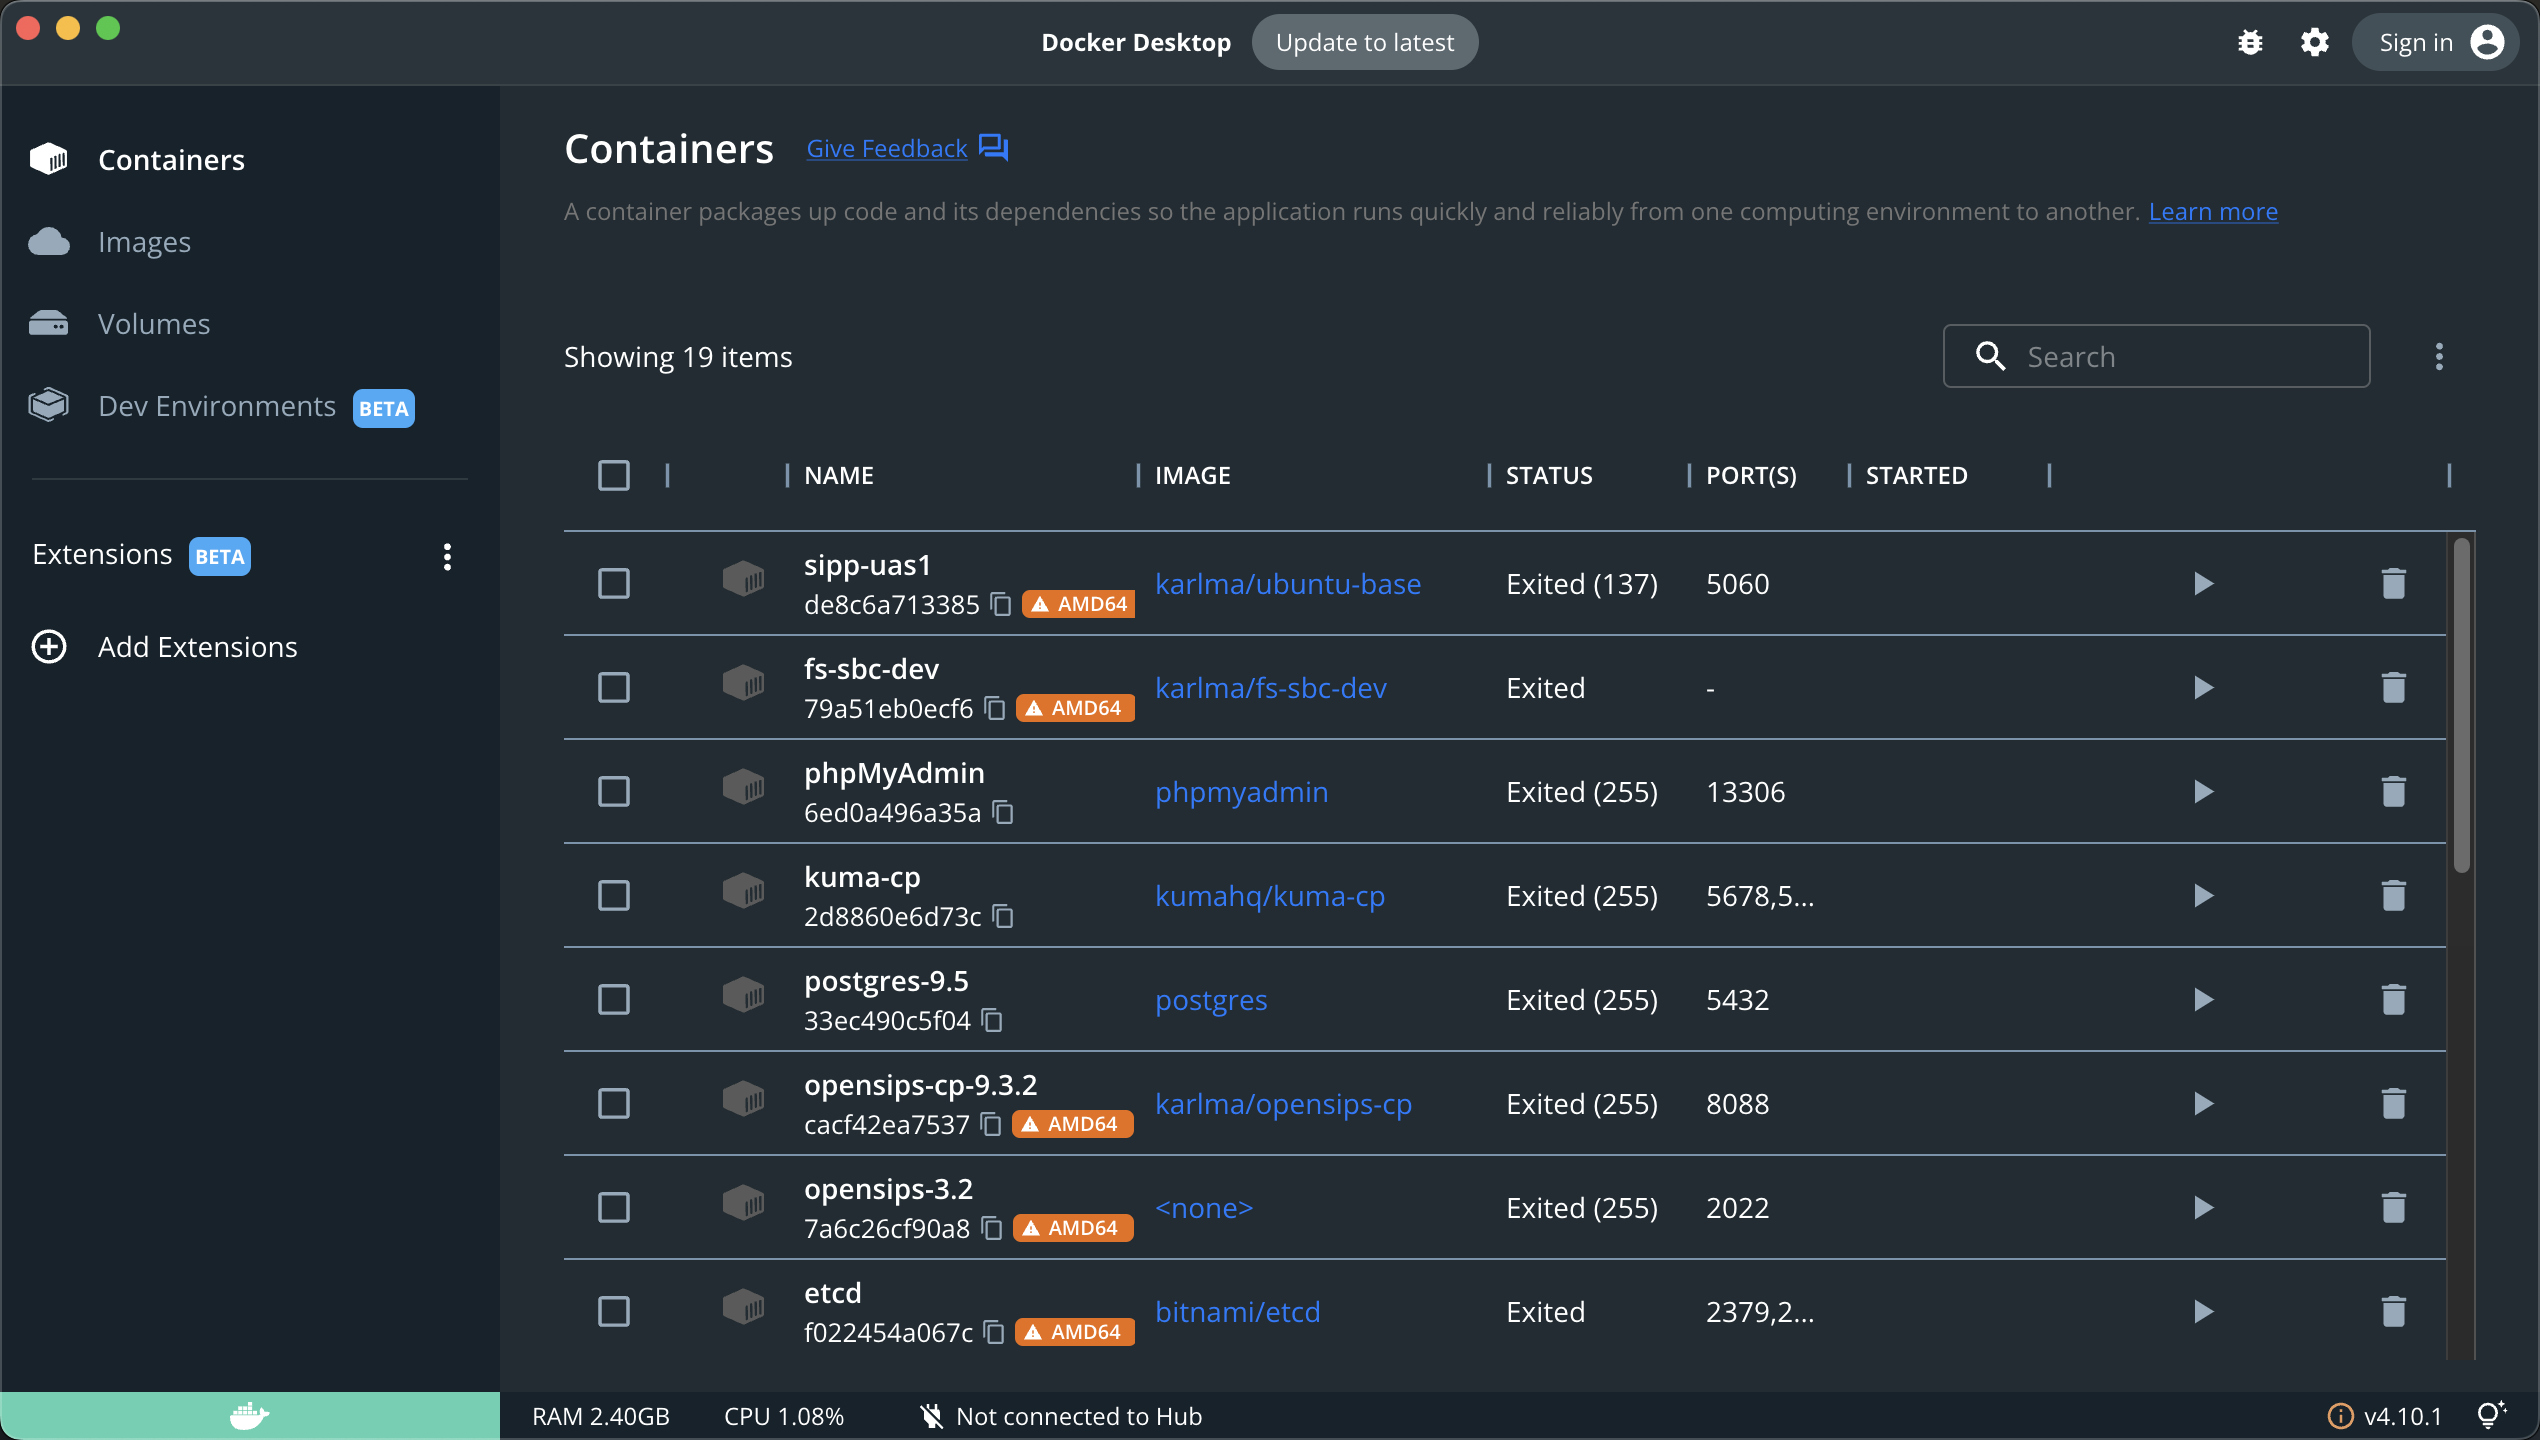 Docker Desktop Update to latest Sign in
Containers
Images
Volumes
Dev Environments BETA
Extensions BETA
Add Extensions
Containers Give Feedback
A container packages up code and its dependencies so the application runs quickly and reliably from one computing environment to another. Learn more
Showing 19 items Search
NAME IMAGE STATUS PORT(S) STARTED
sipp-uas1
de8c6a713385 AMD64 karlma/ubuntu-base Exited (137) 5060
fs-sbc-dev
79a51eb0ecf6 AMD64 karlma/fs-sbc-dev Exited -
phpMyAdmin
6ed0a496a35a phpmyadmin Exited (255) 13306
kuma-cp
2d8860e6d73c kumahq/kuma-cp Exited (255) 5678,5...
postgres-9.5
33ec490c5f04 postgres Exited (255) 5432
opensips-cp-9.3.2
cacf42ea7537 AMD64 karlma/opensips-cp Exited (255) 8088
opensips-3.2
7a6c26cf90a8 AMD64 <none> Exited (255) 2022
etcd
f022454a067c AMD64 bitnami/etcd Exited 2379,2...
RAM 2.40GB CPU 1.08% Not connected to Hub v4.10.1